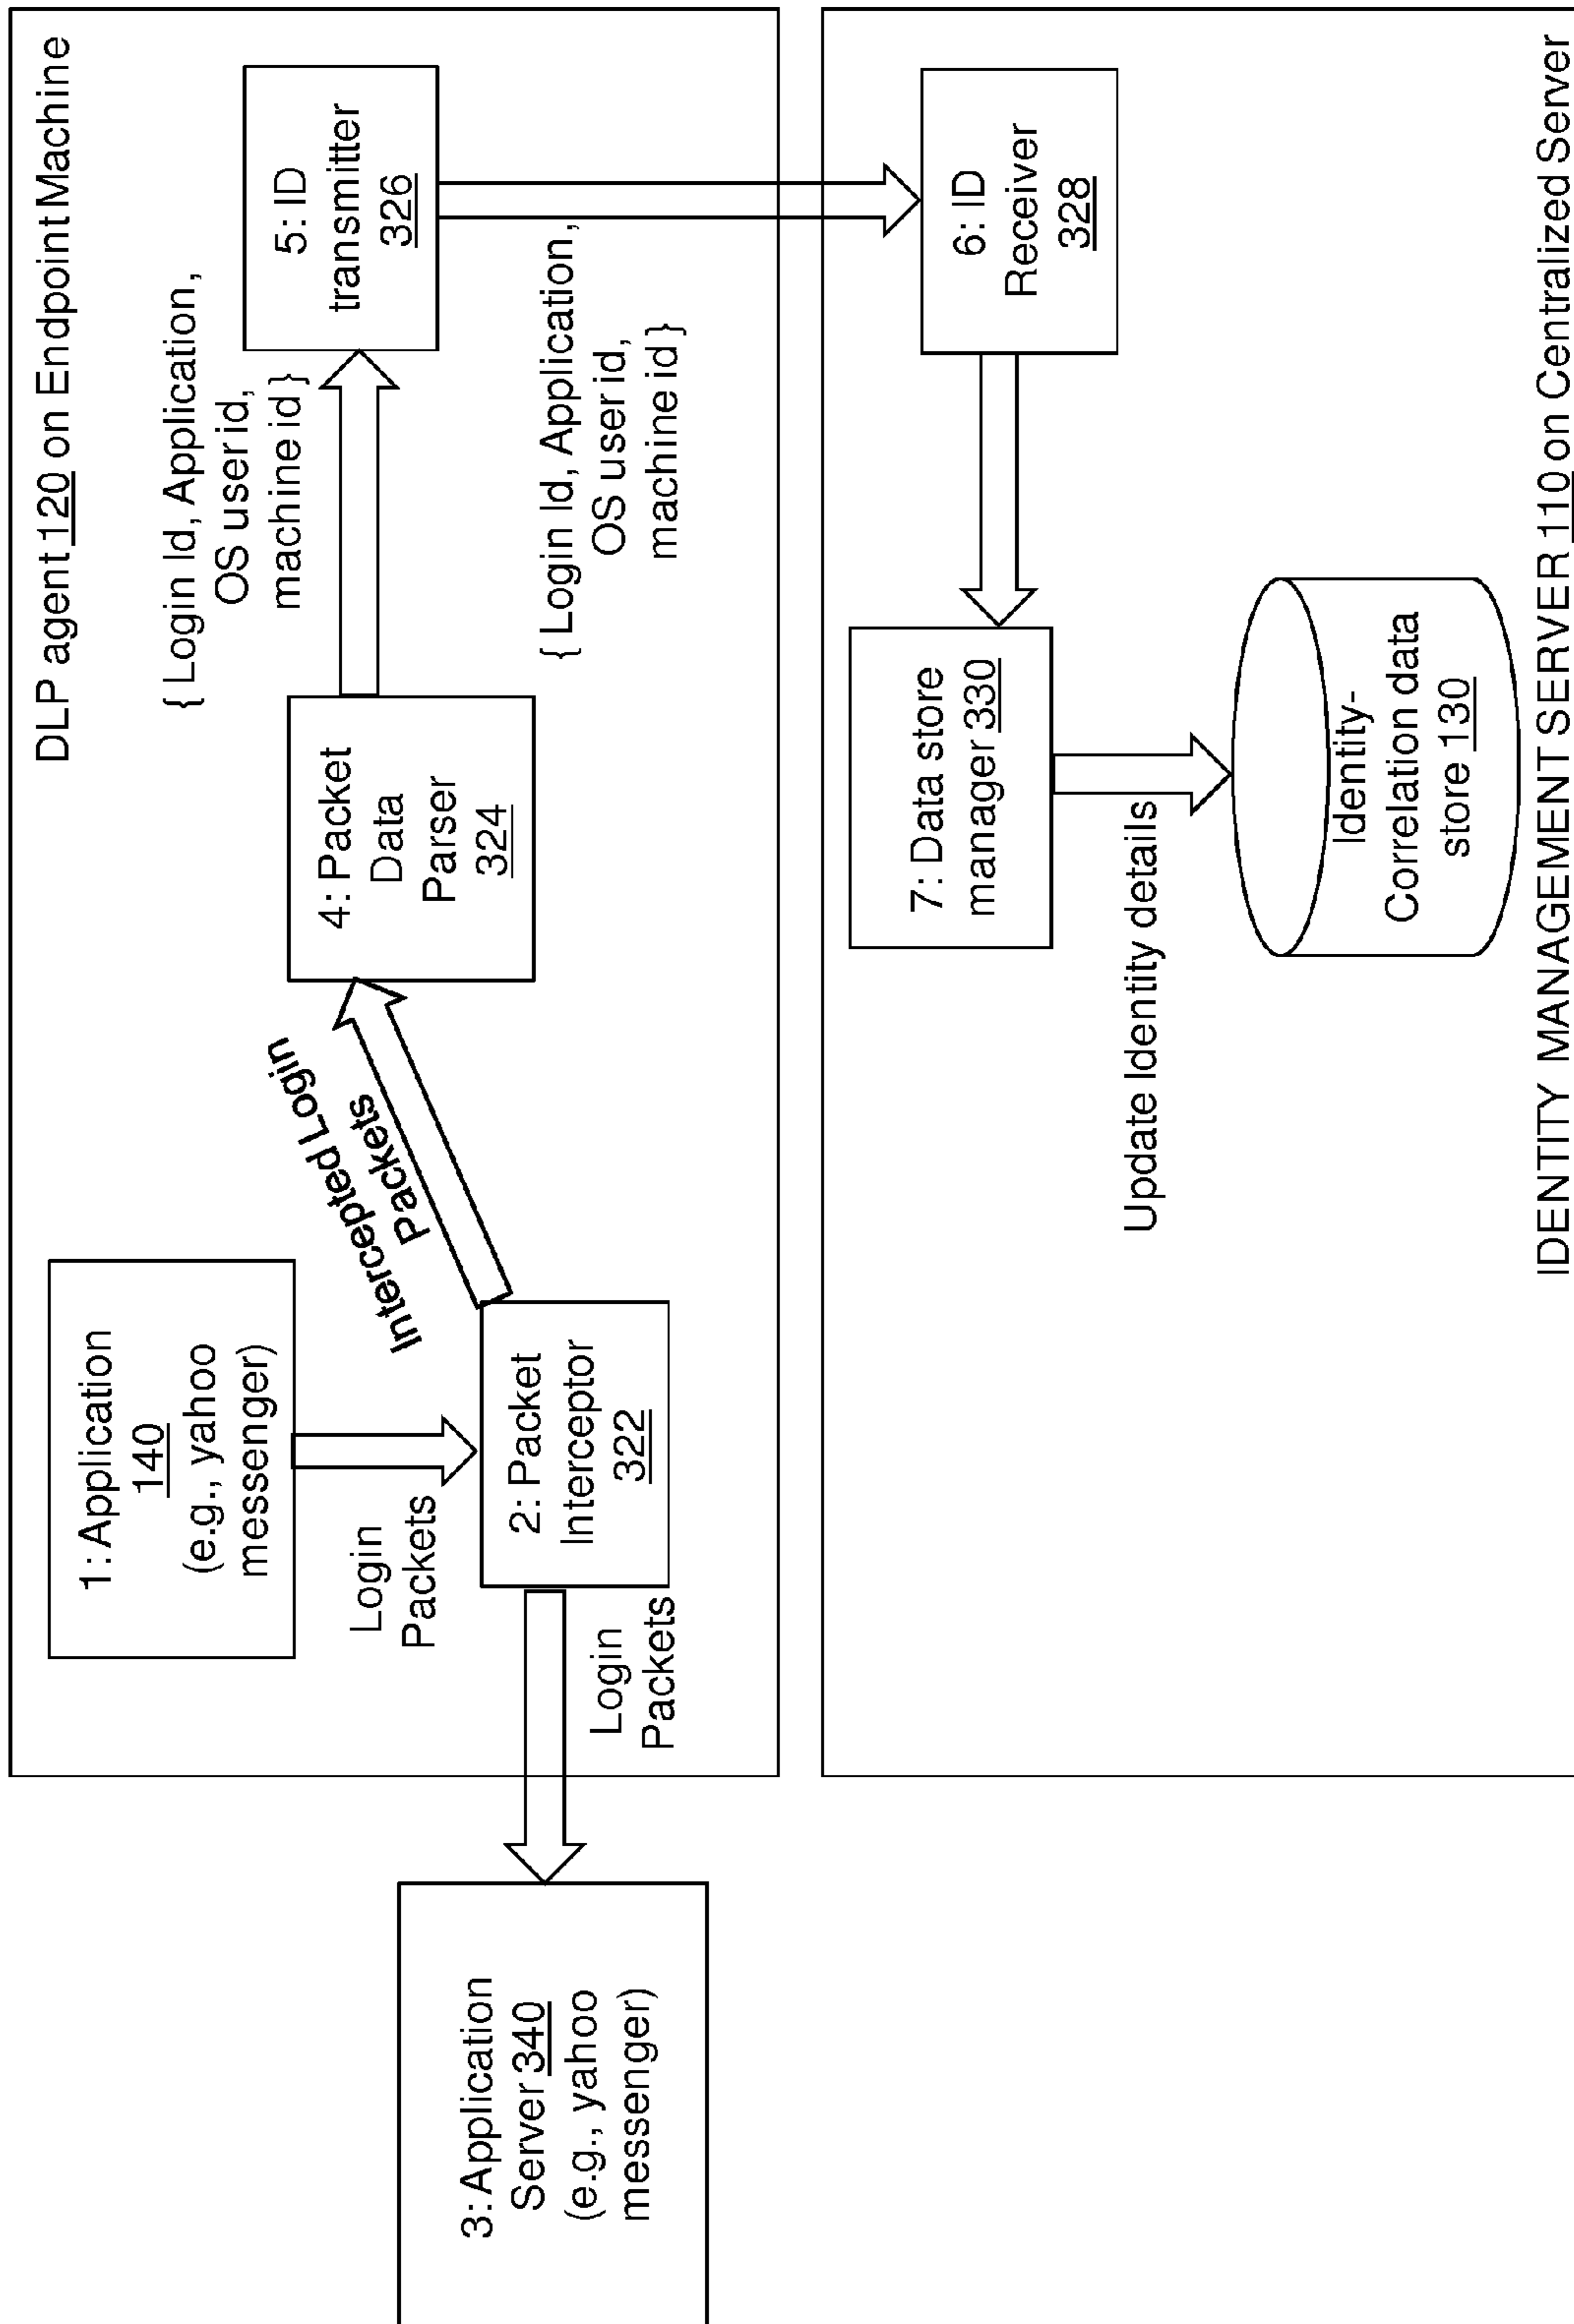 DLP agent 120 on Endpoint Machine
1: Application
140
(e.g., yahoo
messenger)
Login
Packets
2: Packet
Interceptor
322
Login
Packets
3: Application
Server 340
(e.g., yahoo
messenger)
Intercepted Login
Packets
4: Packet
Data
Parser
324
{ Login Id, Application,
OS user id,
machine id }
5: ID
transmitter
326
{ Login Id, Application,
OS user id,
machine id }
6: ID
Receiver
328
7: Data store
manager 330
Update Identity details
Identity-
Correlation data
store 130
IDENTITY MANAGEMENT SERVER 110 on Centralized Server